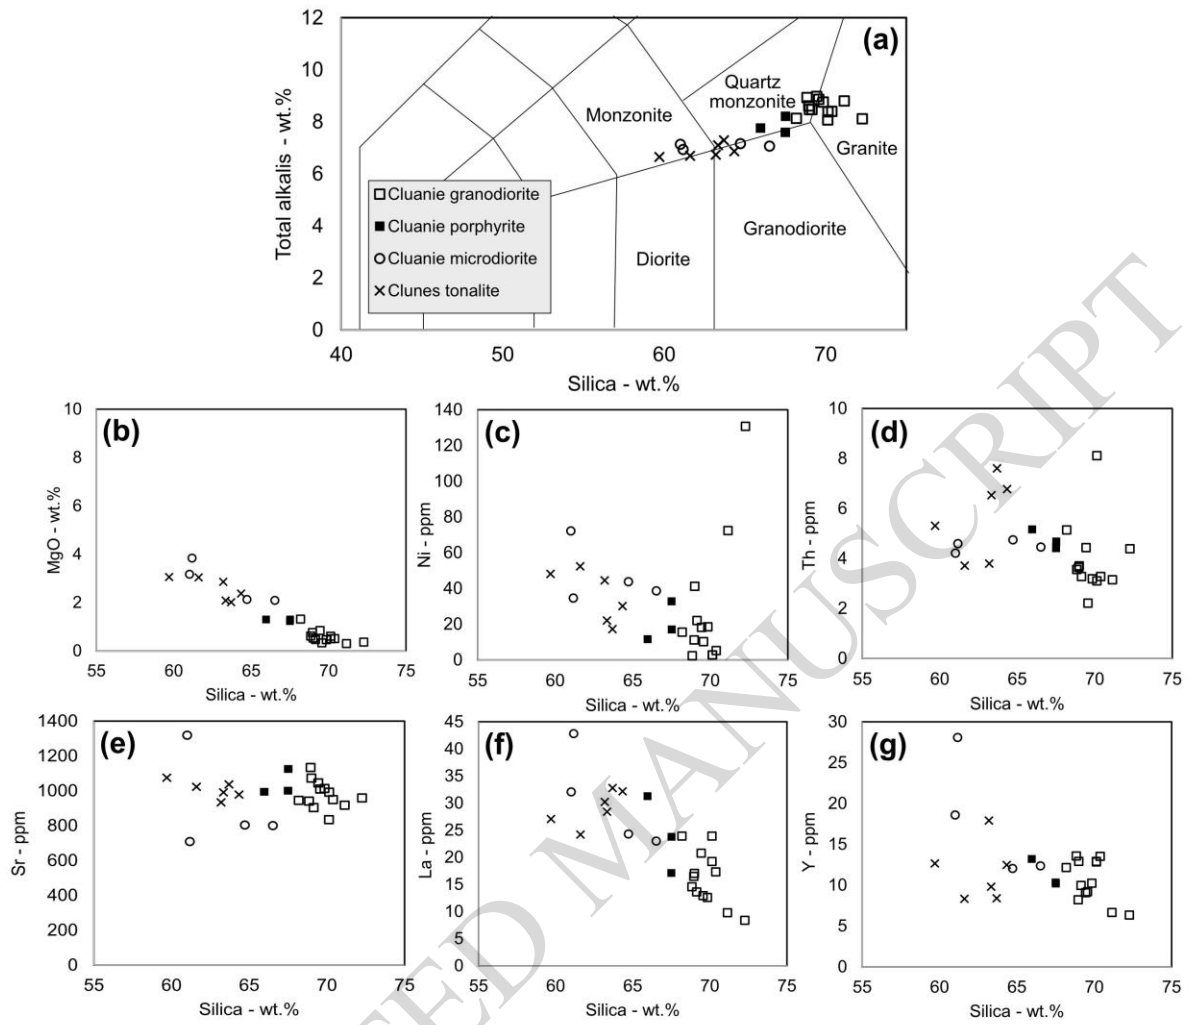 (a)
Total alkalis - wt.%
12
10
8
6
4
2
0
Quartz
monzonite
Monzonite
Granite
Granodiorite
Diorite
Cluanie granodiorite
Cluanie porphyrite
Cluanie microdiorite
Clunes tonalite
40 50 60 70
Silica - wt.%
(b)
MgO - wt.%
10
8
6
4
2
0
55 60 65 70 75
Silica - wt.%
(c)
Ni - ppm
140
120
100
80
60
40
20
0
55 60 65 70 75
Silica - wt.%
(d)
Th - ppm
10
8
6
4
2
0
55 60 65 70 75
Silica - wt.%
(e)
Sr - ppm
1400
1200
1000
800
600
400
200
0
55 60 65 70 75
Silica - wt.%
(f)
La - ppm
45
40
35
30
25
20
15
10
5
0
55 60 65 70 75
Silica - wt.%
(g)
Y - ppm
30
25
20
15
10
5
0
55 60 65 70 75
Silica - wt.%
TED MANUSCRIPT